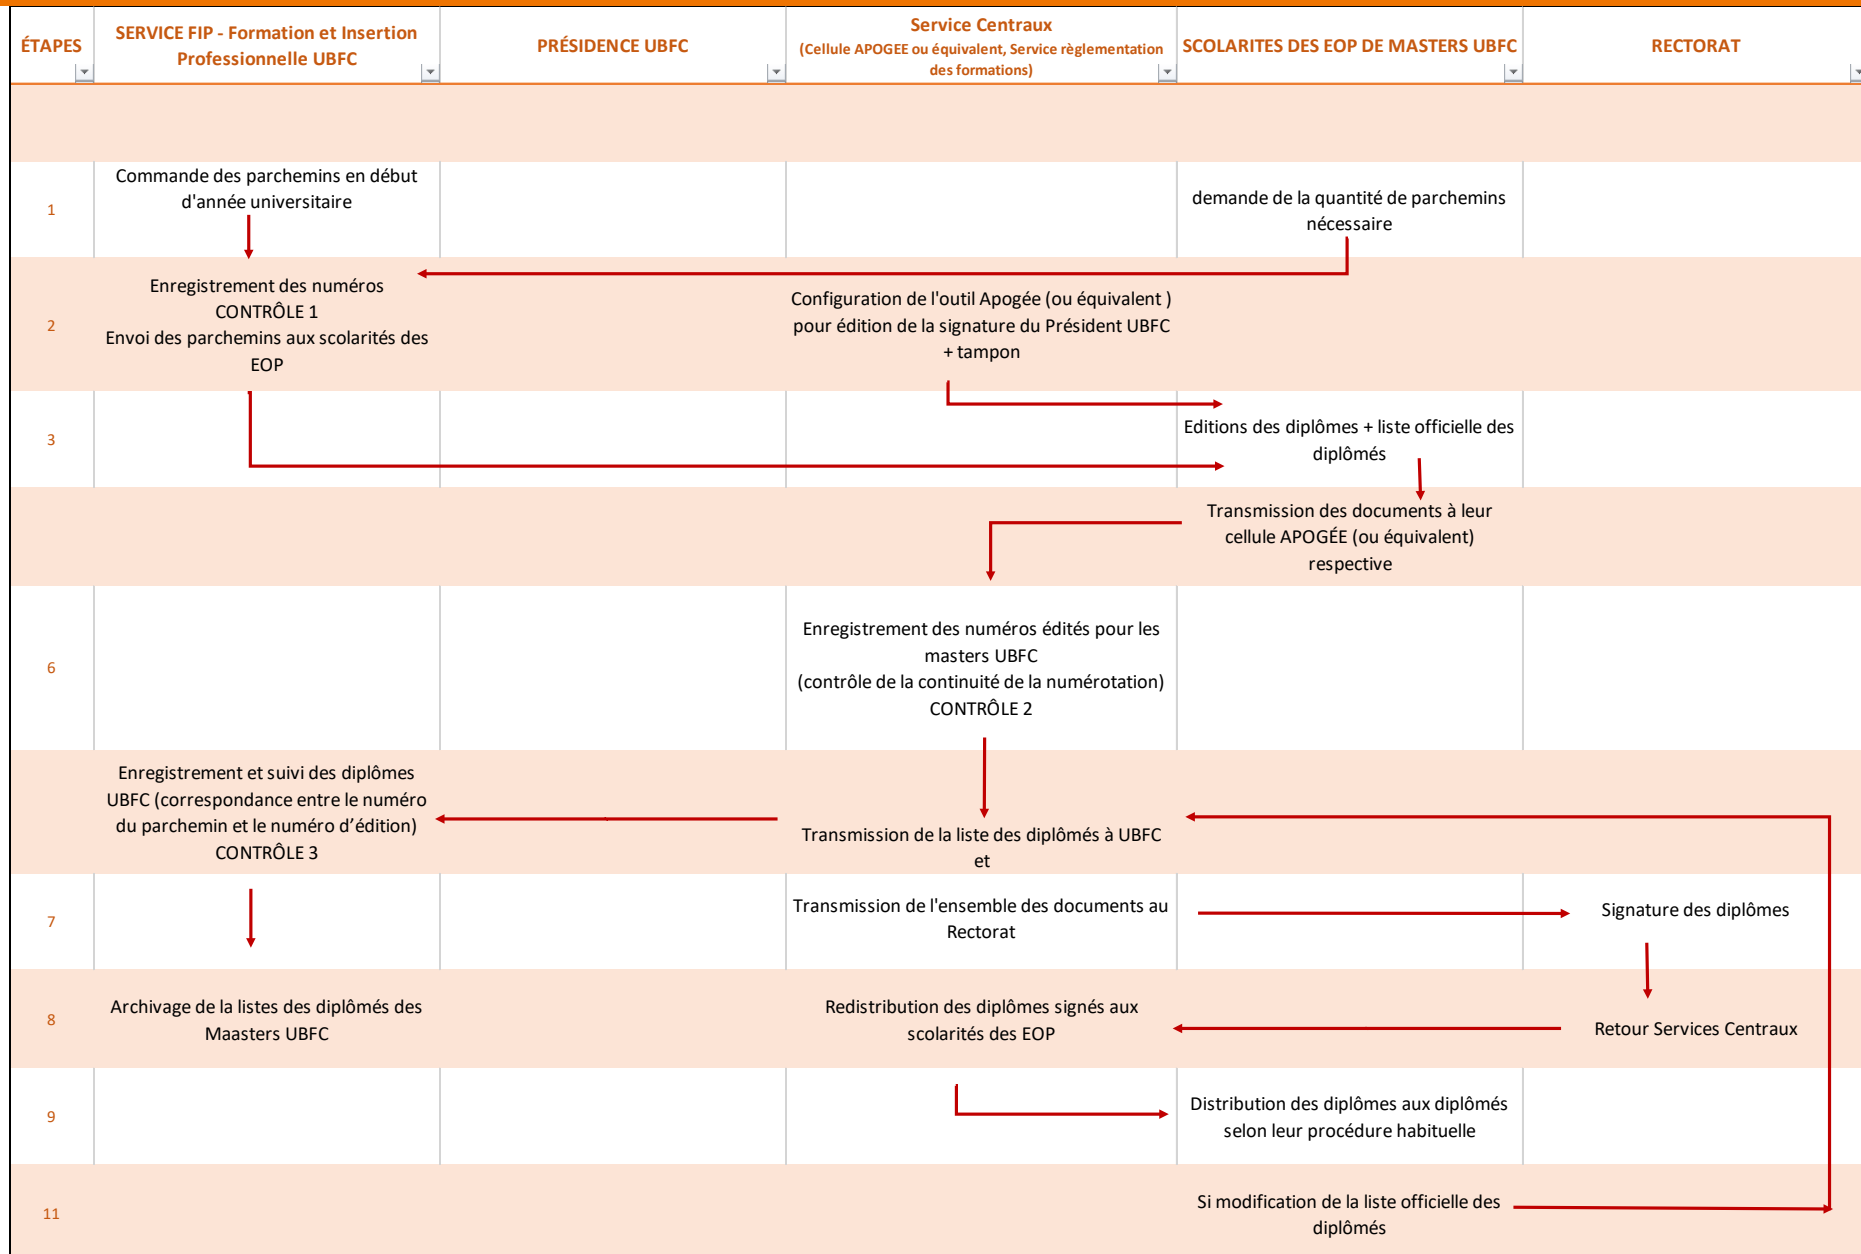 ÉTAPES
SERVICE FIP - Formation et Insertion
Professionnelle UBFC
PRÉSIDENCE UBFC
Service Centraux
(Cellule APOGEE ou équivalent, Service règlementation
des formations)
SCOLARITES DES EOP DE MASTERS UBFC
RECTORAT
1
Commande des parchemins en début
d'année universitaire
demande de la quantité de parchemins
nécessaire
2
Enregistrement des numéros
CONTRÔLE 1
Envoi des parchemins aux scolarités des
EOP
Configuration de l'outil Apogée (ou équivalent )
pour édition de la signature du Président UBFC
+ tampon
3
Editions des diplômes + liste officielle des
diplômés
Transmission des documents à leur
cellule APOGÉE (ou équivalent)
respective
6
Enregistrement des numéros édités pour les
masters UBFC
(contrôle de la continuité de la numérotation)
CONTRÔLE 2
Enregistrement et suivi des diplômes
UBFC (correspondance entre le numéro
du parchemin et le numéro d’édition)
CONTRÔLE 3
Transmission de la liste des diplômés à UBFC
et
7
Transmission de l'ensemble des documents au
Rectorat
Signature des diplômes
8
Archivage de la listes des diplômés des
Maasters UBFC
Redistribution des diplômes signés aux
scolarités des EOP
Retour Services Centraux
9
Distribution des diplômes aux diplômés
selon leur procédure habituelle
11
Si modification de la liste officielle des
diplômés